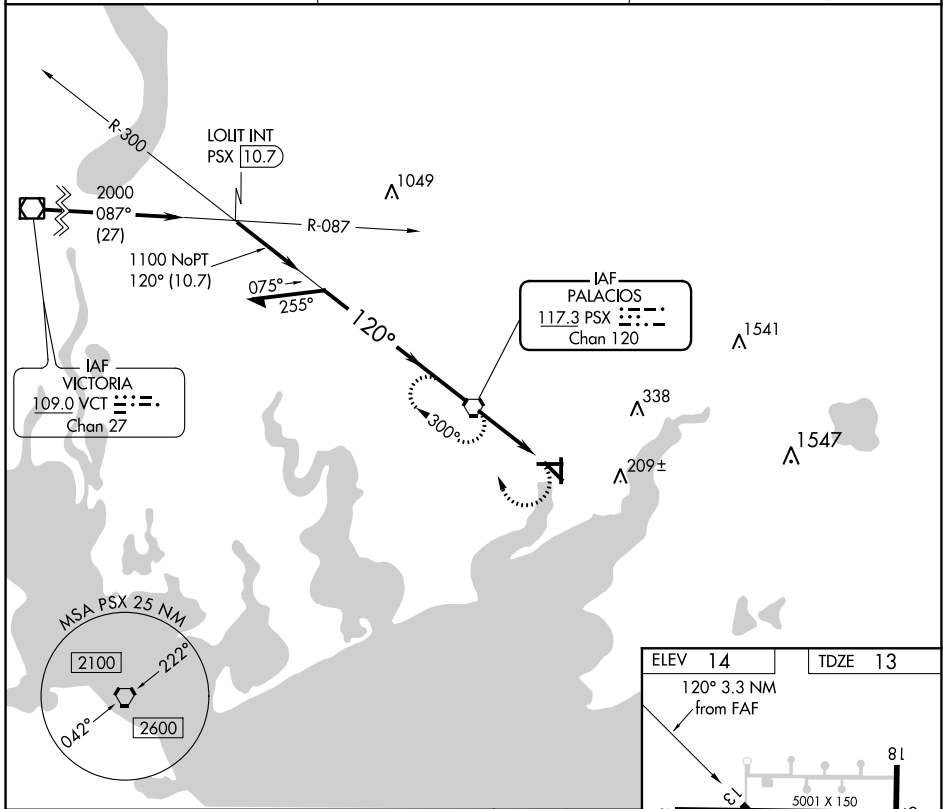 R-300
LOLIT INT
PSX 10.7
1049
2000
087°
(27)
R-087
1100 NoPT
120° (10.7)
075°
255°
120°
IAF
PALACIOS
117.3 PSX
Chan 120
1541
IAF
VICTORIA
109.0 VCT
Chan 27
338
300°
209±
1547
MSA PSX 25 NM
2100
222°
042°
2600
ELEV 14
TDZE 13
120° 3.3 NM
from FAF
18
13
5001 X 150